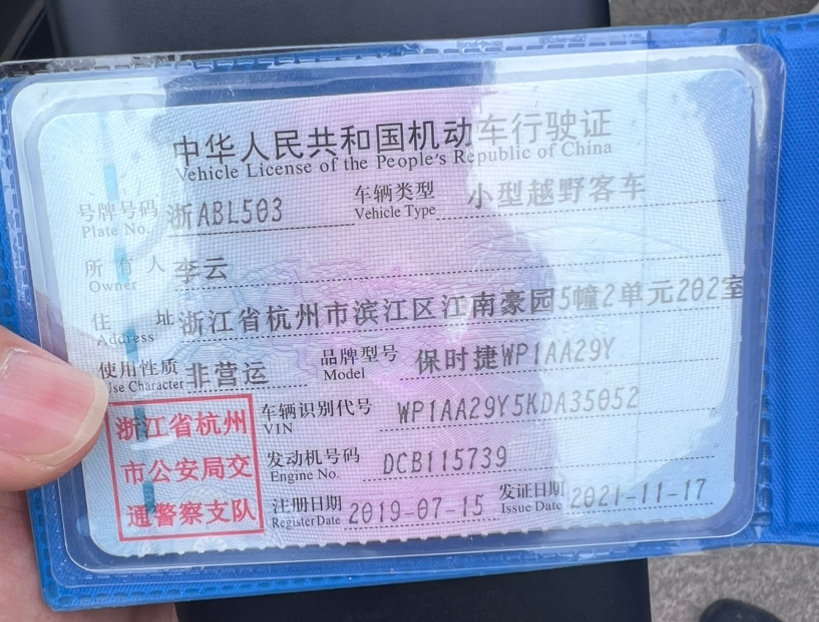 中华人民共和国机动车行驶证
Vehicle License of the People's Republic of China
号牌号码 浙ABL503 车辆类型 小型越野客车
Plate No. Vehicle Type
所有人 李云
Owner
住址 浙江省杭州市滨江区江南豪园5幢2单元202室
Address
使用性质 非营运 品牌型号 保时捷WP1AA29Y
Use Character Model
浙江省杭州
市公安局交
通警察支队
车辆识别代号 WP1AA29Y5KDA35052
VIN
发动机号码 DCB115739
Engine No.
注册日期 2019-07-15 发证日期 2021-11-17
Register Date Issue Date